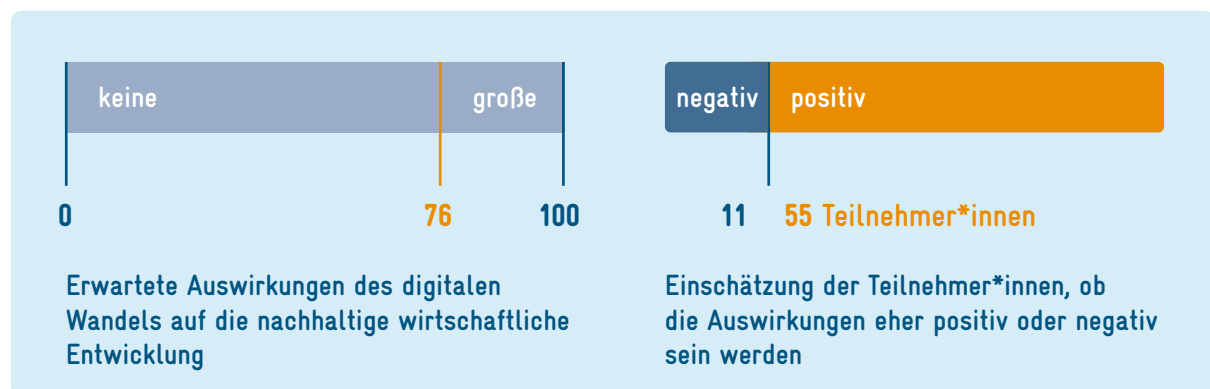 keine große
0 76 100
Erwartete Auswirkungen des digitalen
Wandels auf die nachhaltige wirtschaftliche
Entwicklung
negativ positiv
11 55 Teilnehmer*innen
Einschätzung der Teilnehmer*innen, ob
die Auswirkungen eher positiv oder negativ
sein werden